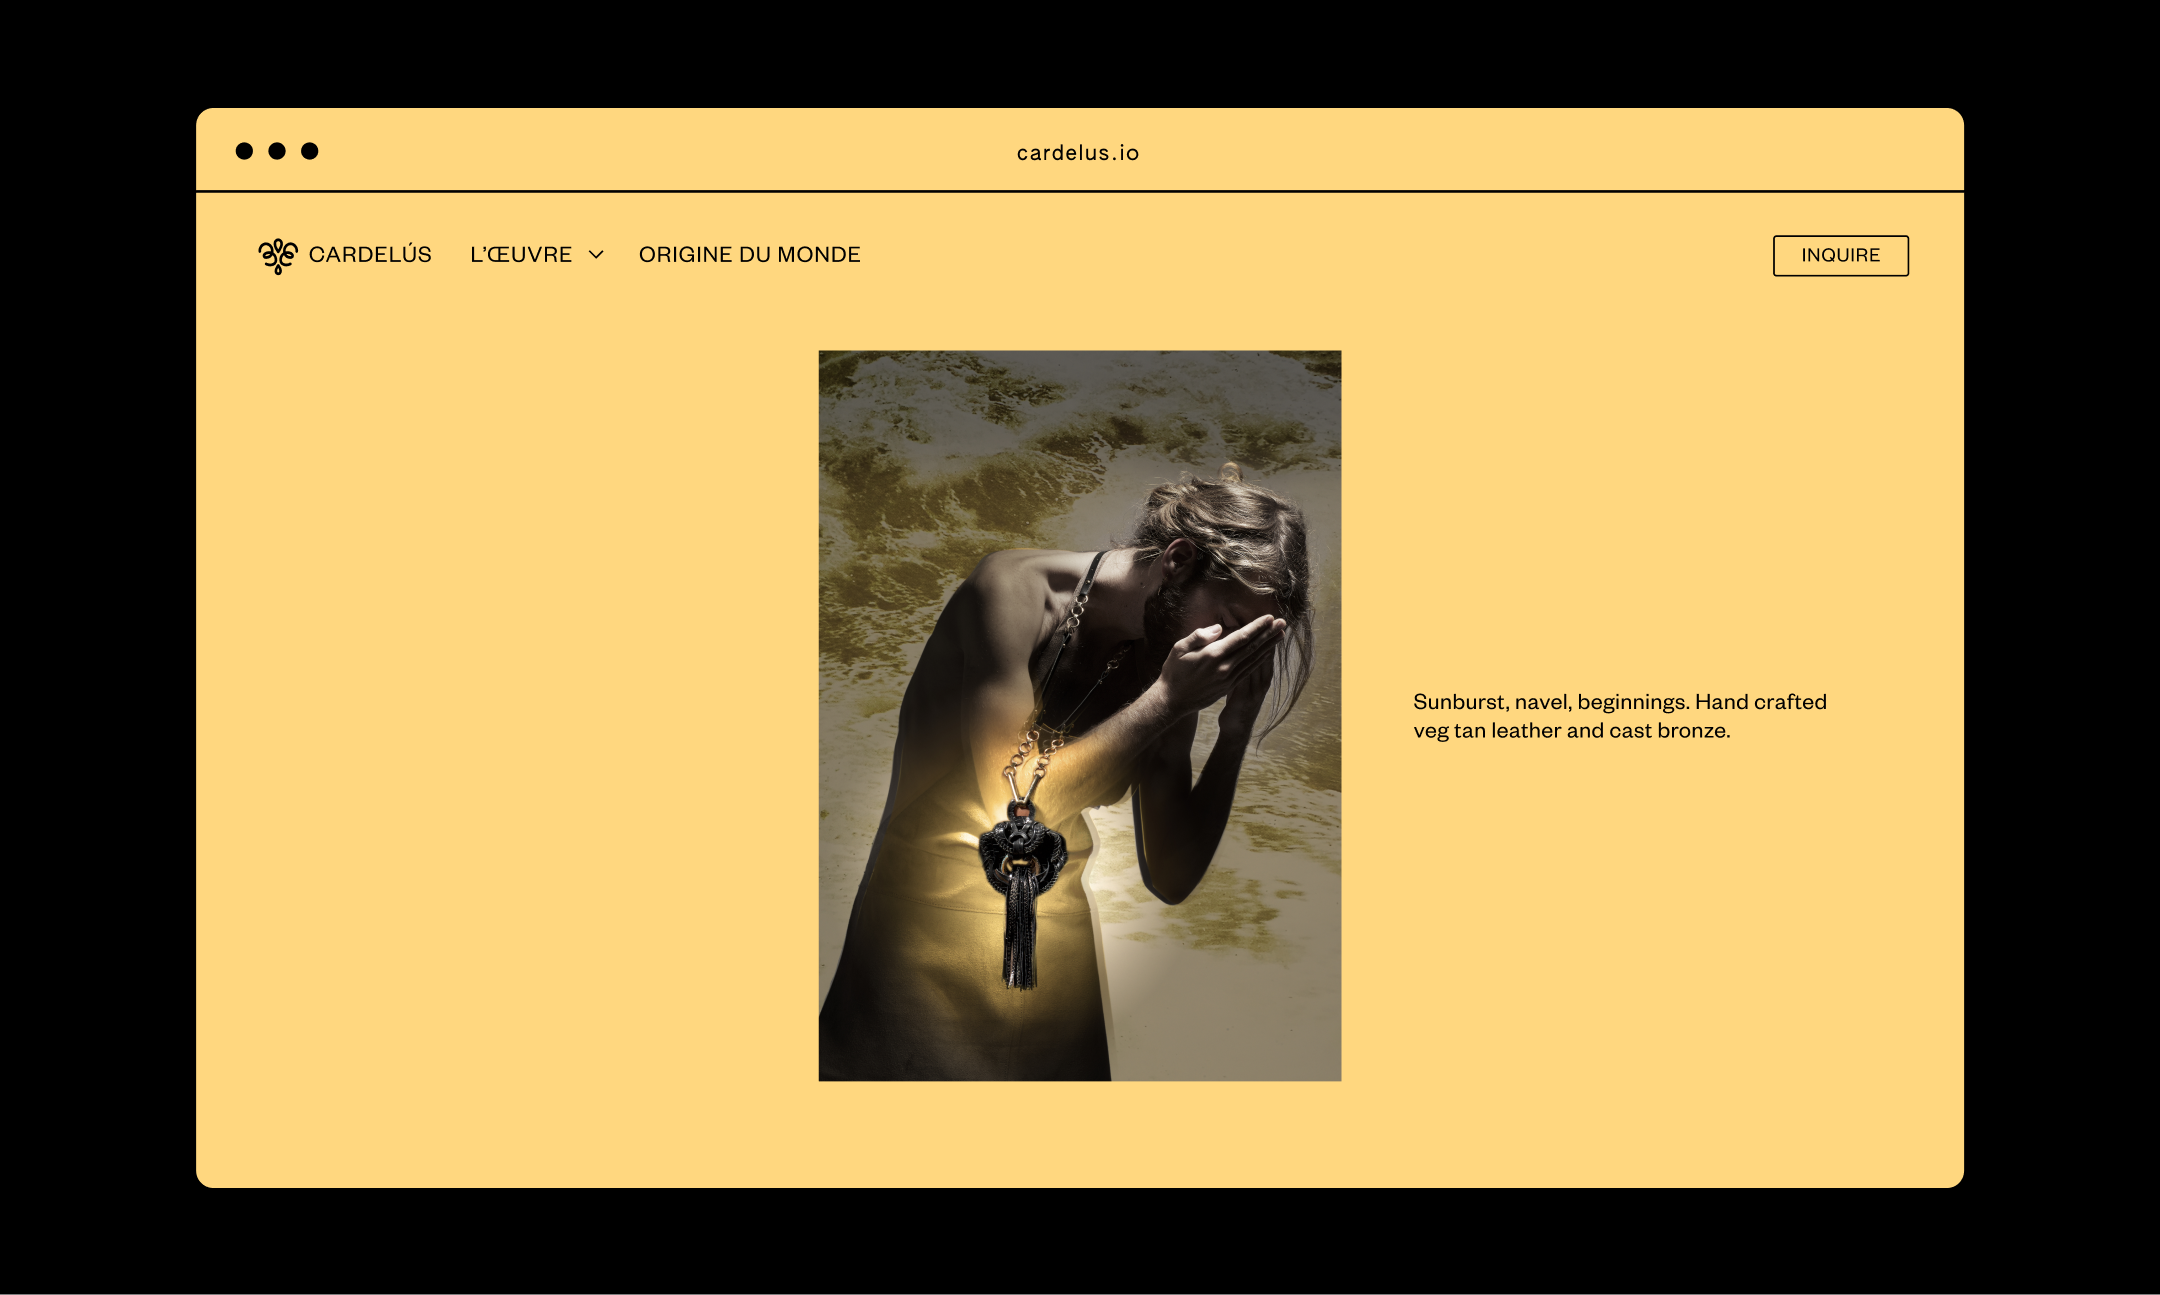 cardelus.io
CARDELÚS L’ŒUVRE ORIGINE DU MONDE INQUIRE
Sunburst, navel, beginnings. Hand crafted
veg tan leather and cast bronze.